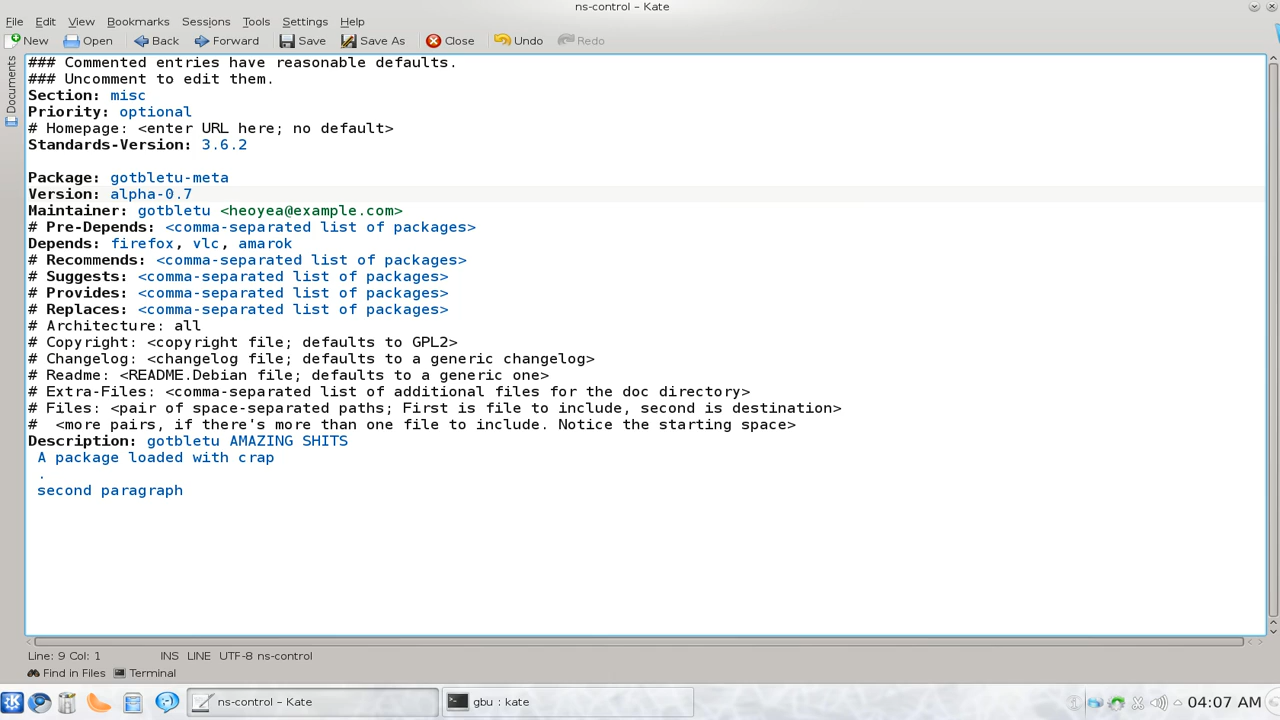 ns-control – Kate
File Edit View Bookmarks Sessions Tools Settings Help
New Open Back Forward Save Save As Close Undo Redo
Documents
### Commented entries have reasonable defaults.
### Uncomment to edit them.
Section: misc
Priority: optional
# Homepage: <enter URL here; no default>
Standards-Version: 3.6.2
Package: gotbletu-meta
Version: alpha-0.7
Maintainer: gotbletu <heoyea@example.com>
# Pre-Depends: <comma-separated list of packages>
Depends: firefox, vlc, amarok
# Recommends: <comma-separated list of packages>
# Suggests: <comma-separated list of packages>
# Provides: <comma-separated list of packages>
# Replaces: <comma-separated list of packages>
# Architecture: all
# Copyright: <copyright file; defaults to GPL2>
# Changelog: <changelog file; defaults to a generic changelog>
# Readme: <README.Debian file; defaults to a generic one>
# Extra-Files: <comma-separated list of additional files for the doc directory>
# Files: <pair of space-separated paths; First is file to include, second is destination>
#  <more pairs, if there's more than one file to include. Notice the starting space>
Description: gotbletu AMAZING SHITS
 A package loaded with crap
 .
 second paragraph
Line: 9 Col: 1 INS LINE UTF-8 ns-control
Find in Files Terminal
ns-control – Kate gbu : kate 04:07 AM